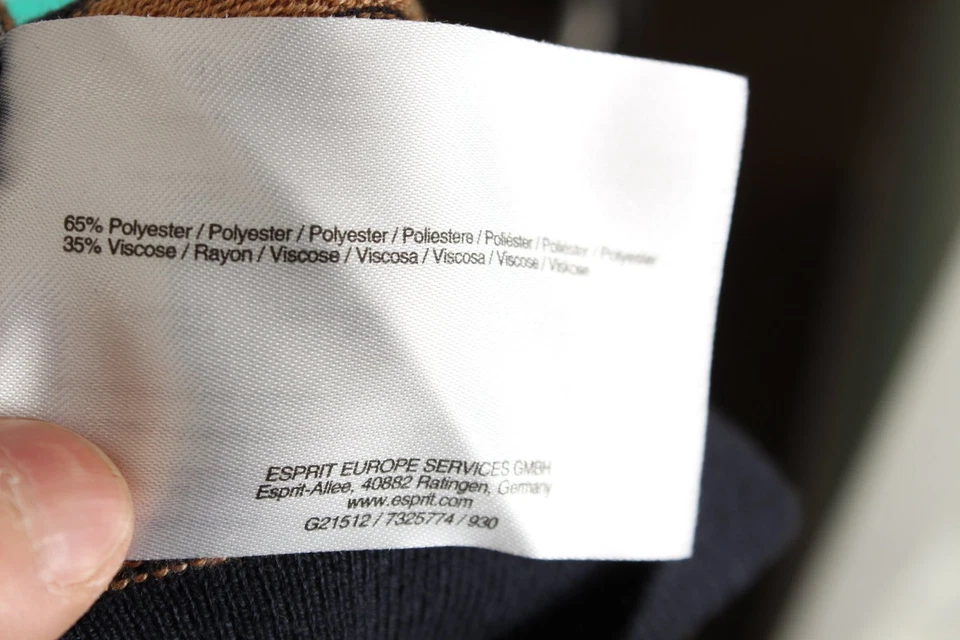 65% Polyester / Polyester / Polyester / Poliestere / Poliéster / Poliéster / Polyester
35% Viscose / Rayon / Viscose / Viscosa / Viscosa / Viscose / Viskose
ESPRIT EUROPE SERVICES GMBH
Esprit-Allee, 40882 Ratingen, Germany
www.esprit.com
G21512 / 7325774 / 930